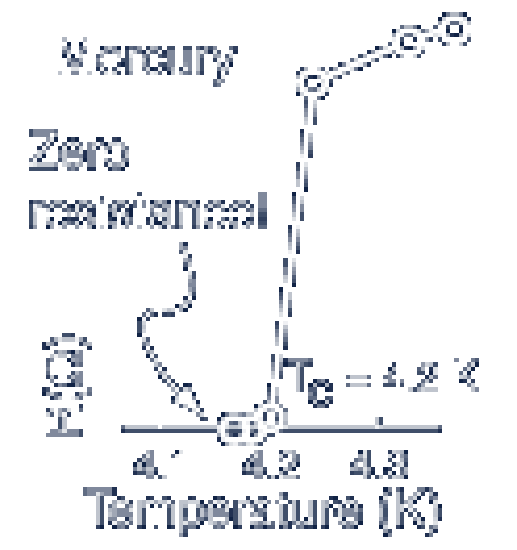 Mercury
Zero
resistance!
R (Ω)
Tc = 4.2 K
4.1 4.2 4.3
Temperature (K)